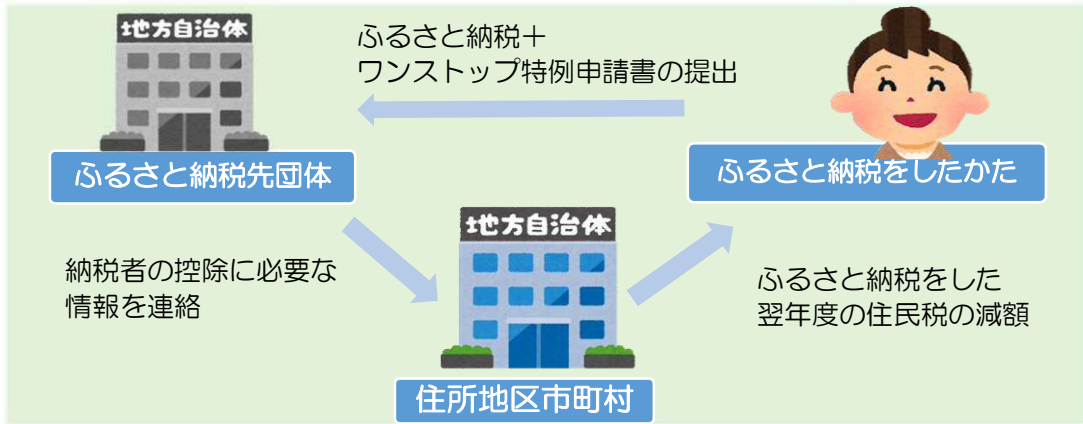 地方自治体
ふるさと納税+
ワンストップ特例申請書の提出
ふるさと納税先団体
ふるさと納税をしたかた
地方自治体
納税者の控除に必要な
情報を連絡
ふるさと納税をした
翌年度の住民税の減額
住所地区市町村